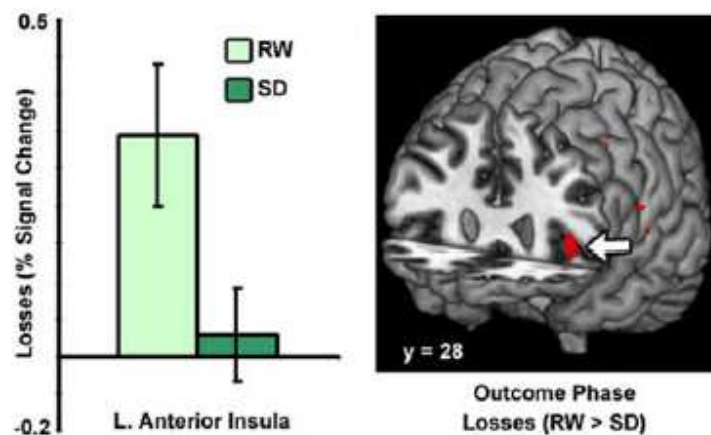 0.5
RW
SD
Losses (% Signal Change)
-0.2
L. Anterior Insula
y = 28
Outcome Phase
Losses (RW > SD)